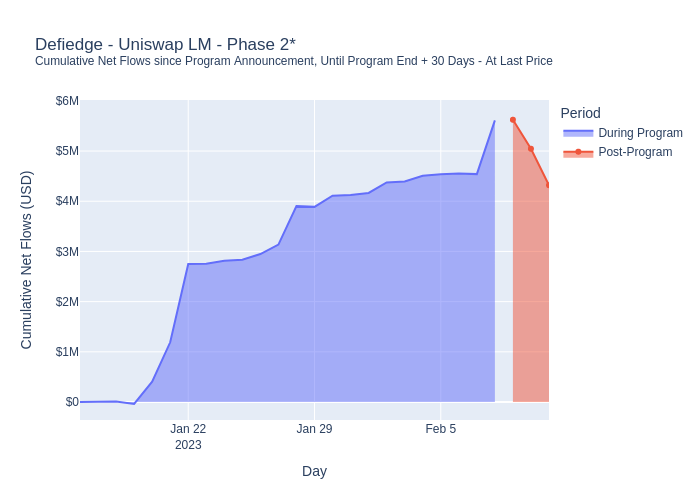 Defiedge - Uniswap LM - Phase 2*
Cumulative Net Flows since Program Announcement, Until Program End + 30 Days - At Last Price
Period
During Program
Post-Program
Cumulative Net Flows (USD)
$6M
$5M
$4M
$3M
$2M
$1M
$0
Jan 22
2023
Jan 29
Feb 5
Day